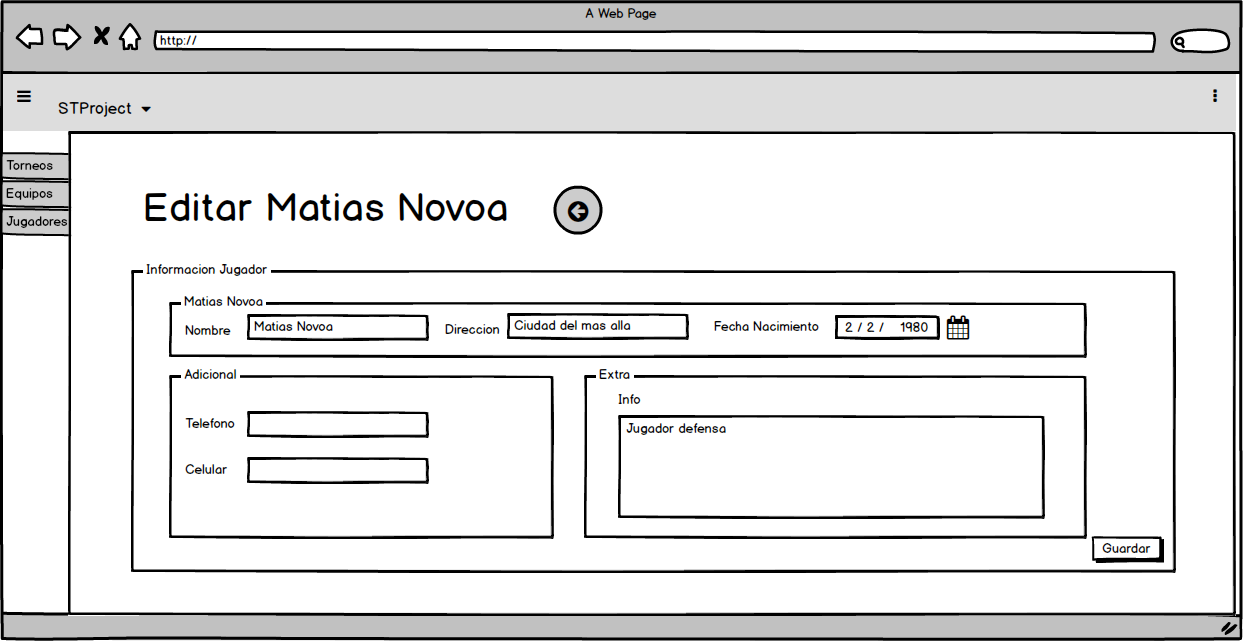 A Web Page
http://
STProject
Torneos
Equipos
Jugadores
Editar Matias Novoa
Informacion Jugador
Matias Novoa
Nombre Matias Novoa Direccion Ciudad del mas alla Fecha Nacimiento 2 / 2 / 1980
Adicional
Telefono
Celular
Extra
Info
Jugador defensa
Guardar